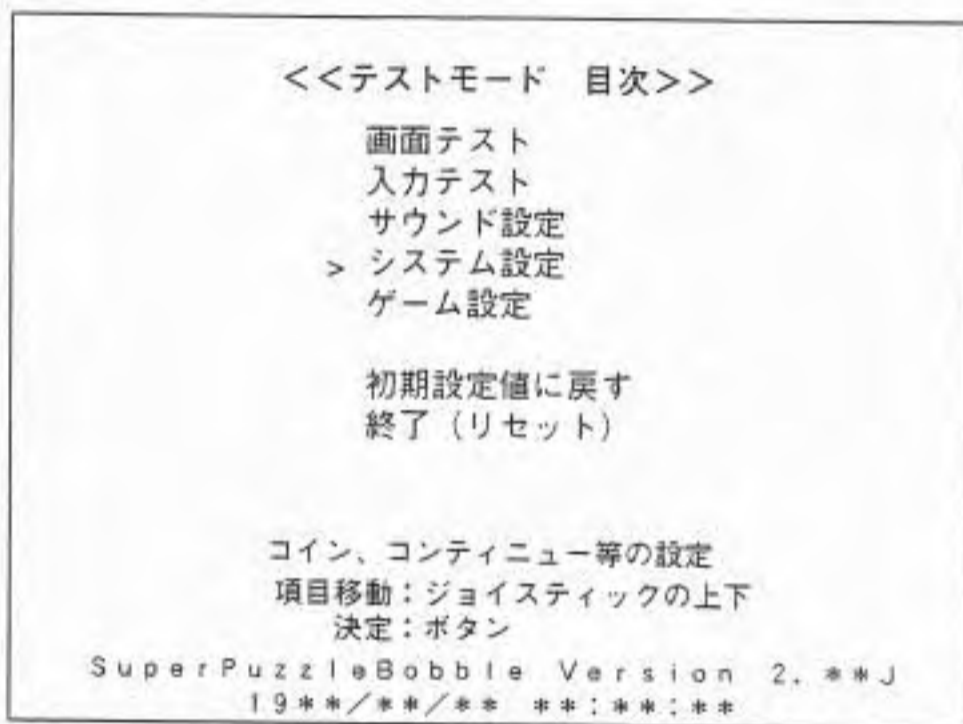 <<テストモード　目次>>
画面テスト
入力テスト
サウンド設定
> システム設定
ゲーム設定
初期設定値に戻す
終了（リセット）
コイン、コンティニュー等の設定
項目移動：ジョイスティックの上下
決定：ボタン
SuperPuzzleBobble Version 2.**J
19**/**/** **:**:**